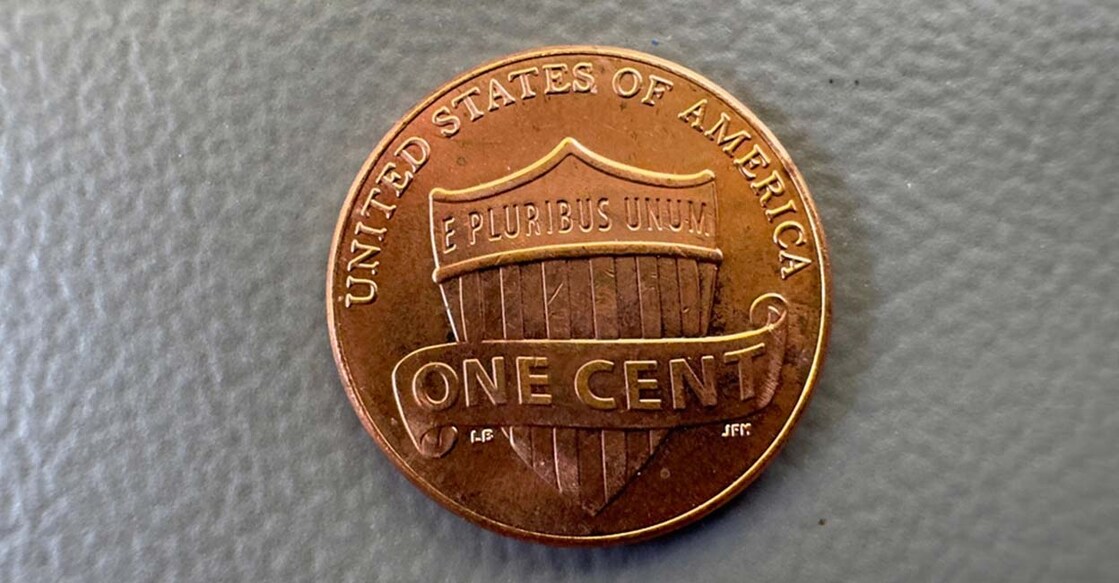 UNITED STATES OF AMERICA
E PLURIBUS UNUM
ONE CENT
LB
JFM